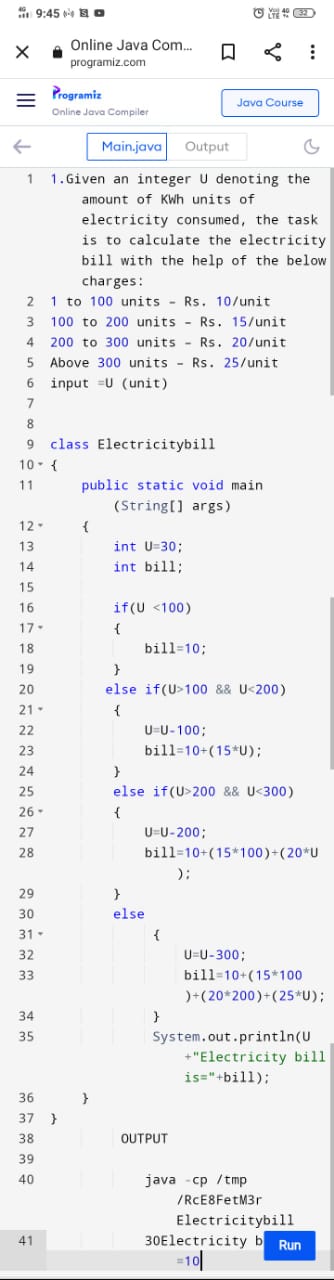 4G 9:45
Vo) 4G LTE 32
Online Java Com...
programiz.com
Programiz
Online Java Compiler
Java Course
Main.java
Output
1 1.Given an integer U denoting the
amount of KWh units of
electricity consumed, the task
is to calculate the electricity
bill with the help of the below
charges:
2 1 to 100 units – Rs. 10/unit
3 100 to 200 units – Rs. 15/unit
4 200 to 300 units – Rs. 20/unit
5 Above 300 units – Rs. 25/unit
6 input =U (unit)
7
8
9 class Electricitybill
10 {
11 public static void main
(String[] args)
12 {
13 int U=30;
14 int bill;
15
16 if(U <100)
17 {
18 bill=10;
19 }
20 else if(U>100 && U<200)
21 {
22 U=U-100;
23 bill=10+(15*U);
24 }
25 else if(U>200 && U<300)
26 {
27 U=U-200;
28 bill=10+(15*100)+(20*U
);
29 }
30 else
31 {
32 U=U-300;
33 bill=10+(15*100
)+(20*200)+(25*U);
34 }
35 System.out.println(U
+"Electricity bill
is="+bill);
36 }
37 }
38 OUTPUT
39
40 java -cp /tmp
/RcE8FetM3r
Electricitybill
41 30Electricity b
=10
Run